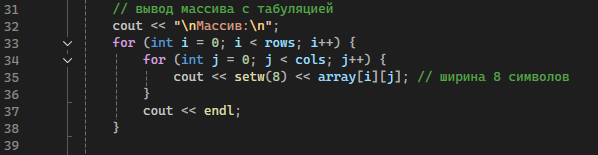 31 // вывод массива с табуляцией
32 cout << "\nМассив:\n";
33 for (int i = 0; i < rows; i++) {
34 for (int j = 0; j < cols; j++) {
35 cout << setw(8) << array[i][j]; // ширина 8 символов
36 }
37 cout << endl;
38 }
39